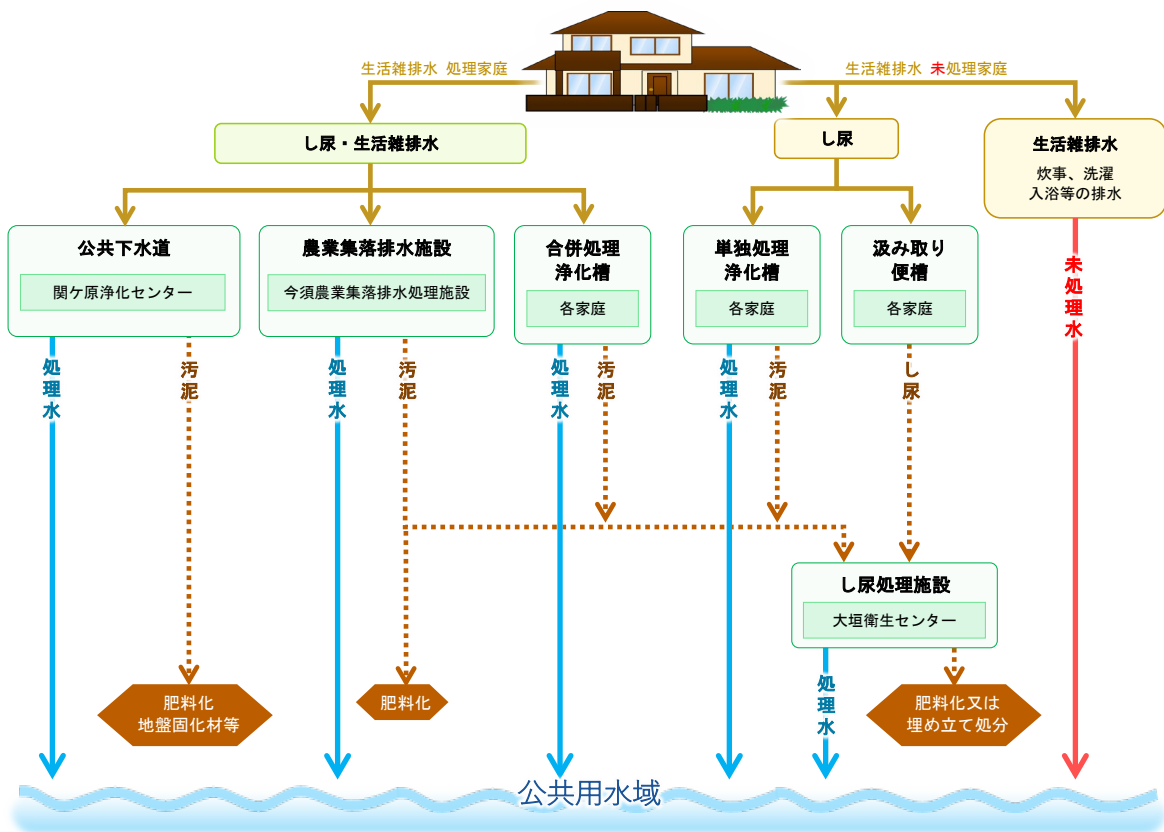 生活雑排水 処理家庭
生活雑排水 未処理家庭
し尿・生活雑排水
し尿
生活雑排水
炊事、洗濯
入浴等の排水
公共下水道
関ケ原浄化センター
農業集落排水施設
今須農業集落排水処理施設
合併処理
浄化槽
各家庭
単独処理
浄化槽
各家庭
汲み取り
便槽
各家庭
未処理水
処理水
汚泥
処理水
汚泥
処理水
汚泥
処理水
汚泥
し尿
し尿処理施設
大垣衛生センター
処理水
肥料化
地盤固化材等
肥料化
肥料化又は
埋め立て処分
公共用水域